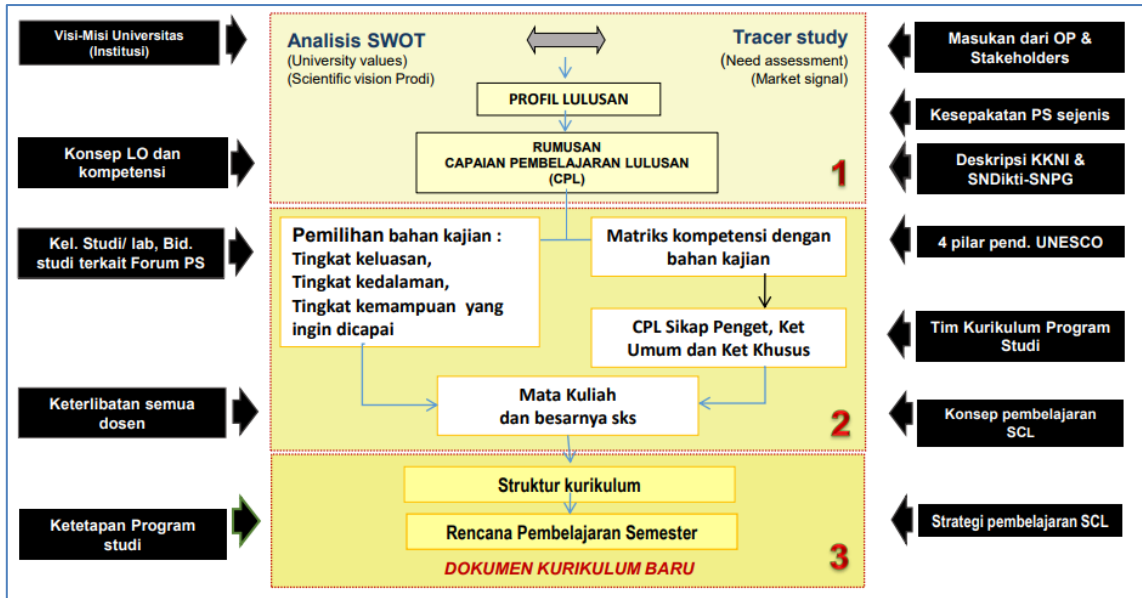 Visi-Misi Universitas
(Institusi)
Konsep LO dan
kompetensi
Kel. Studi/ lab, Bid.
studi terkait Forum PS
Keterlibatan semua
dosen
Ketetapan Program
studi
Analisis SWOT
(University values)
(Scientific vision Prodi)
Tracer study
(Need assessment)
(Market signal)
PROFIL LULUSAN
RUMUSAN
CAPAIAN PEMBELAJARAN LULUSAN
(CPL)
1
Pemilihan bahan kajian :
Tingkat keluasan,
Tingkat kedalaman,
Tingkat kemampuan yang
ingin dicapai
Matriks kompetensi dengan
bahan kajian
CPL Sikap Penget, Ket
Umum dan Ket Khusus
Mata Kuliah
dan besarnya sks
2
Struktur kurikulum
Rencana Pembelajaran Semester
DOKUMEN KURIKULUM BARU
3
Masukan dari OP &
Stakeholders
Kesepakatan PS sejenis
Deskripsi KKNI &
SNDikti-SNPG
4 pilar pend. UNESCO
Tim Kurikulum Program
Studi
Konsep pembelajaran
SCL
Strategi pembelajaran SCL